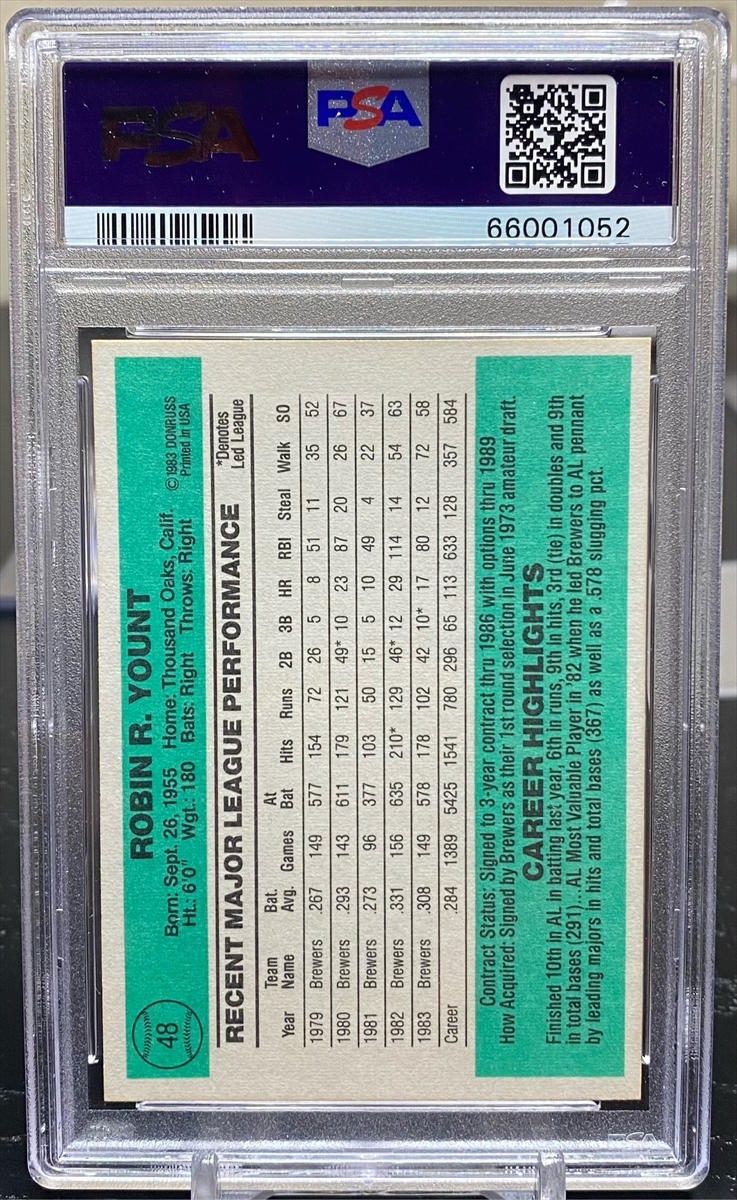 PSA
PSA
66001052
48
ROBIN R. YOUNT
Born: Sept. 26, 1955 Home: Thousand Oaks, Calif. © 1983 DONRUSS
Ht.: 6'0" Wgt.: 180 Bats: Right Throws: Right Printed in USA
RECENT MAJOR LEAGUE PERFORMANCE *Denotes Led League
Year Team Name Bat. Avg. Games At Bat Hits Runs 2B 3B HR RBI Steal Walk SO
1979 Brewers .267 149 577 154 72 26 5 8 51 11 35 52
1980 Brewers .293 143 611 179 121 49* 10 23 87 20 26 67
1981 Brewers .273 96 377 103 50 15 5 10 49 4 22 37
1982 Brewers .331 156 635 210* 129 46* 12 29 114 14 54 63
1983 Brewers .308 149 578 178 102 42 10* 17 80 12 72 58
Career .284 1389 5425 1541 780 296 65 113 633 128 357 584
Contract Status: Signed to 3-year contract thru 1986 with options thru 1989
How Acquired: Signed by Brewers as their 1st round selection in June 1973 amateur draft.
CAREER HIGHLIGHTS
Finished 10th in AL in batting last year, 6th in runs, 9th in hits, 3rd (tie) in doubles and 9th
in total bases (291)...AL Most Valuable Player in '82 when he led Brewers to AL pennant
by leading majors in hits and total bases (367) as well as a .578 slugging pct.
PSA